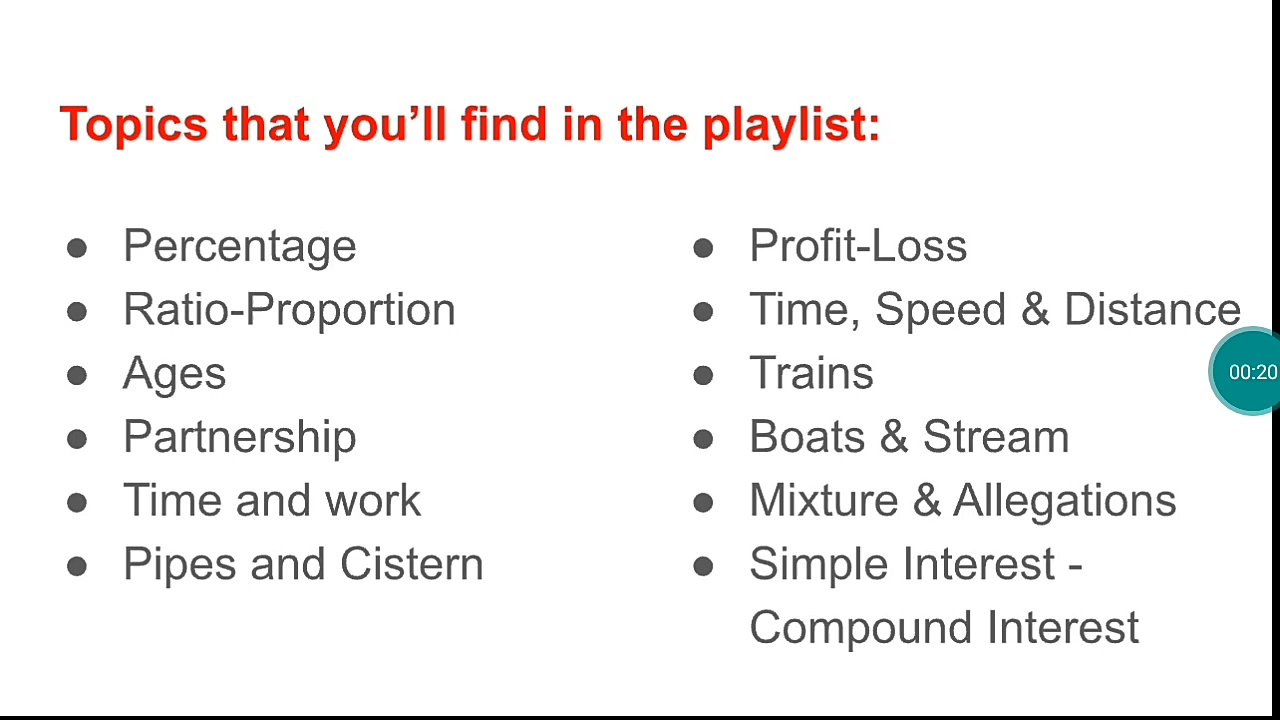 Topics that you’ll find in the playlist:
● Percentage
● Ratio-Proportion
● Ages
● Partnership
● Time and work
● Pipes and Cistern
● Profit-Loss
● Time, Speed & Distance
● Trains
● Boats & Stream
● Mixture & Allegations
● Simple Interest -
Compound Interest
00:20